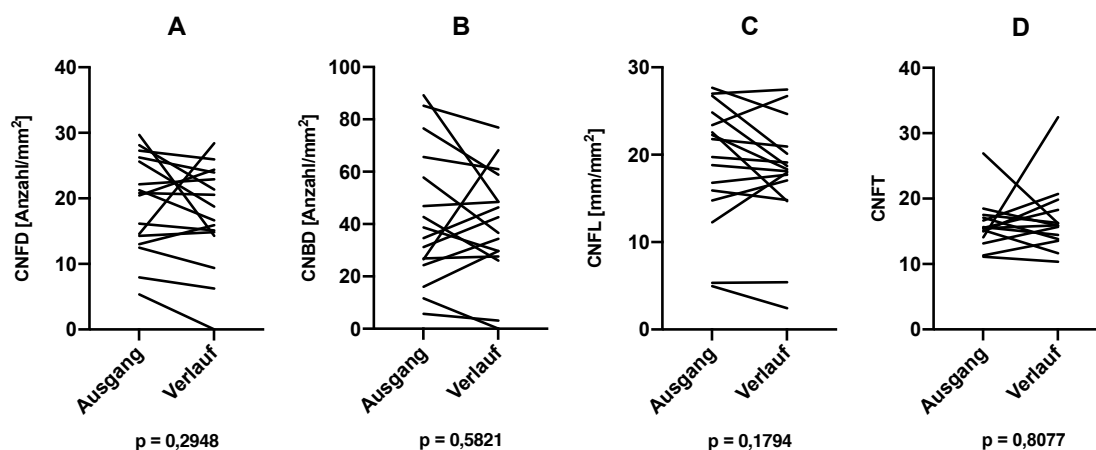 A
CNFD [Anzahl/mm²]
40
30
20
10
0
Ausgang
Verlauf
p = 0,2948
B
CNBD [Anzahl/mm²]
100
80
60
40
20
0
Ausgang
Verlauf
p = 0,5821
C
CNFL [mm/mm²]
30
20
10
0
Ausgang
Verlauf
p = 0,1794
D
CNFT
40
30
20
10
0
Ausgang
Verlauf
p = 0,8077